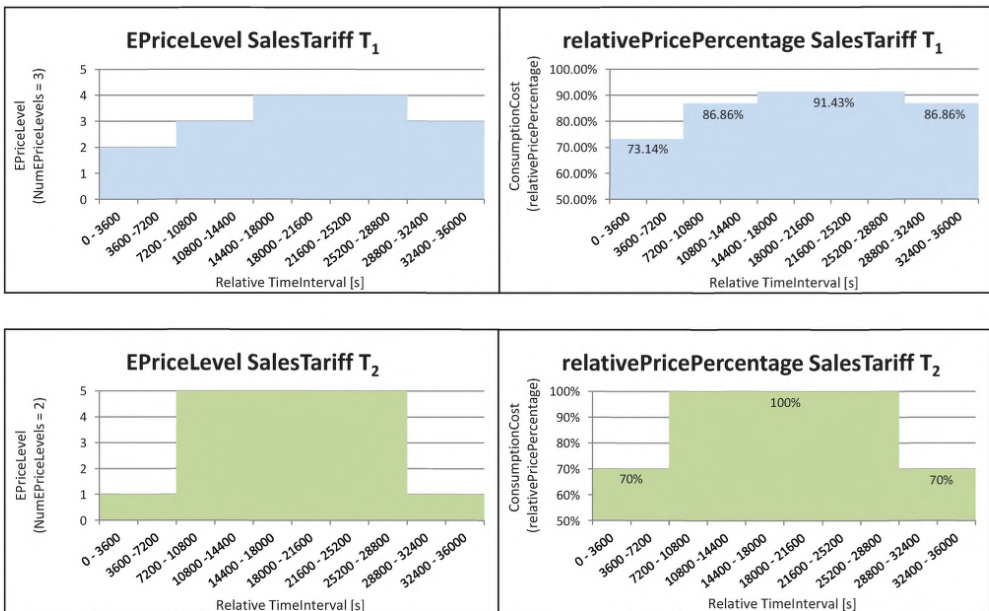 EPriceLevel SalesTariff T1
EPriceLevel
(NumEPriceLevels = 3)
5
4
3
2
1
0
0 - 3600
3600 -7200
7200 - 10800
10800 -14400
14400 - 18000
18000 - 21600
21600 - 25200
25200 - 28800
28800 - 32400
32400 - 36000
Relative TimeInterval [s]
relativePricePercentage SalesTariff T1
ConsumptionCost
(relativePricePercentage)
100.00%
90.00%
80.00%
70.00%
60.00%
50.00%
73.14%
86.86%
91.43%
86.86%
0 - 3600
3600 -7200
7200 - 10800
10800 -14400
14400 - 18000
18000 - 21600
21600 - 25200
25200 - 28800
28800 - 32400
32400 - 36000
Relative TimeInterval [s]
EPriceLevel SalesTariff T2
EPriceLevel
(NumEPriceLevels = 2)
5
4
3
2
1
0
0 - 3600
3600 -7200
7200 - 10800
10800 -14400
14400 - 18000
18000 - 21600
21600 - 25200
25200 - 28800
28800 - 32400
32400 - 36000
Relative TimeInterval [s]
relativePricePercentage SalesTariff T2
ConsumptionCost
(relativePricePercentage)
100%
90%
80%
70%
60%
50%
70%
100%
70%
0 - 3600
3600 -7200
7200 - 10800
10800 -14400
14400 - 18000
18000 - 21600
21600 - 25200
25200 - 28800
28800 - 32400
32400 - 36000
Relative TimeInterval [s]